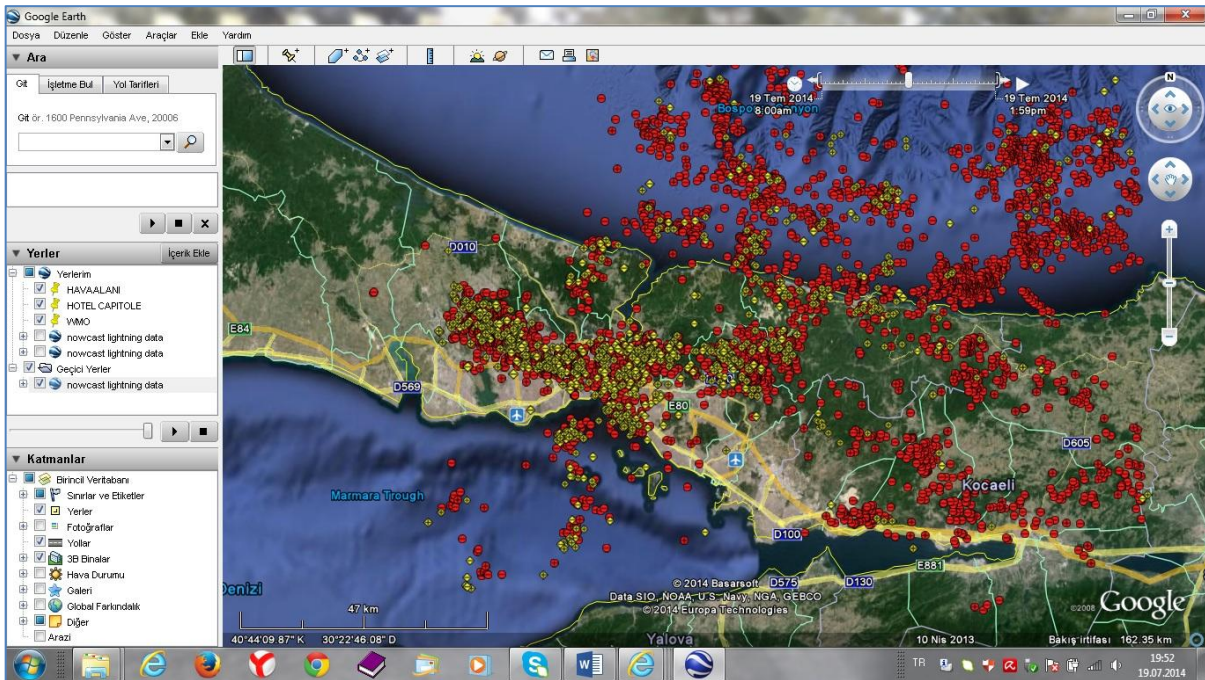 Google Earth
Dosya Düzenle Göster Araçlar Ekle Yardım
Ara
Git İşletme Bul Yol Tarifleri
Git ör. 1600 Pennsylvania Ave, 20006
Yerler İçerik Ekle
Yerlerim
HAVAALANI
HOTEL CAPITOLE
WMO
nowcast lightning data
nowcast lightning data
Geçici Yerler
nowcast lightning data
Katmanlar
Birincil Veritabanı
Sınırlar ve Etiketler
Yerler
Fotoğraflar
Yollar
3B Binalar
Hava Durumu
Galeri
Global Farkındalık
Diğer
Arazi
19 Tem 2014
8:00am
19 Tem 2014
1:59pm
N
D010
E84
D569
E80
D605
Marmara Trough
Kocaeli
D100
E881
D575
D130
Denizi
47 km
© 2014 Basarsoft
Data SIO, NOAA, U.S. Navy, NGA, GEBCO
© 2014 Europa Technologies
©2008 Google
Yalova
40°44'09.87" K 30°22'46.08" D
10 Nis 2013
Bakış irtifası 162.35 km
TR
19:52
19.07.2014